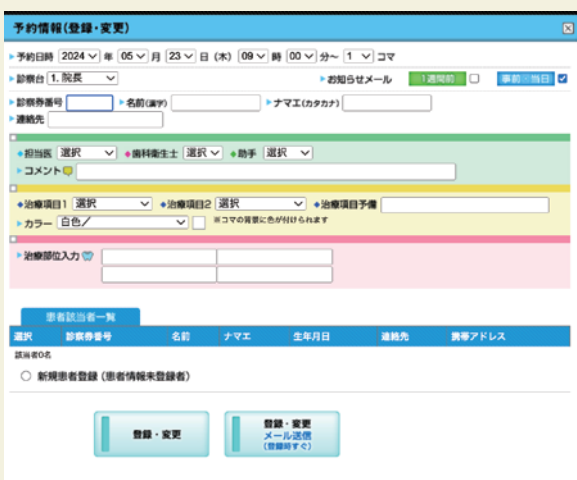 予約情報(登録・変更)
予約日時 2024 年 05 月 23 日 (木) 09 時 00 分~ 1 コマ
診察台 1. 院長 お知らせメール 1週間前 事前 当日
診察券番号 名前(漢字) ナマエ(カタカナ)
連絡先
担当医 選択 歯科衛生士 選択 助手 選択
コメント
治療項目1 選択 治療項目2 選択 治療項目予備
カラー 白色/ ※コマの背景に色が付けられます
治療部位入力
患者該当者一覧
選択 診察券番号 名前 ナマエ 生年月日 連絡先 携帯アドレス
該当者0名
新規患者登録 (患者情報未登録者)
登録・変更
登録・変更
メール送信
(登録時すぐ)